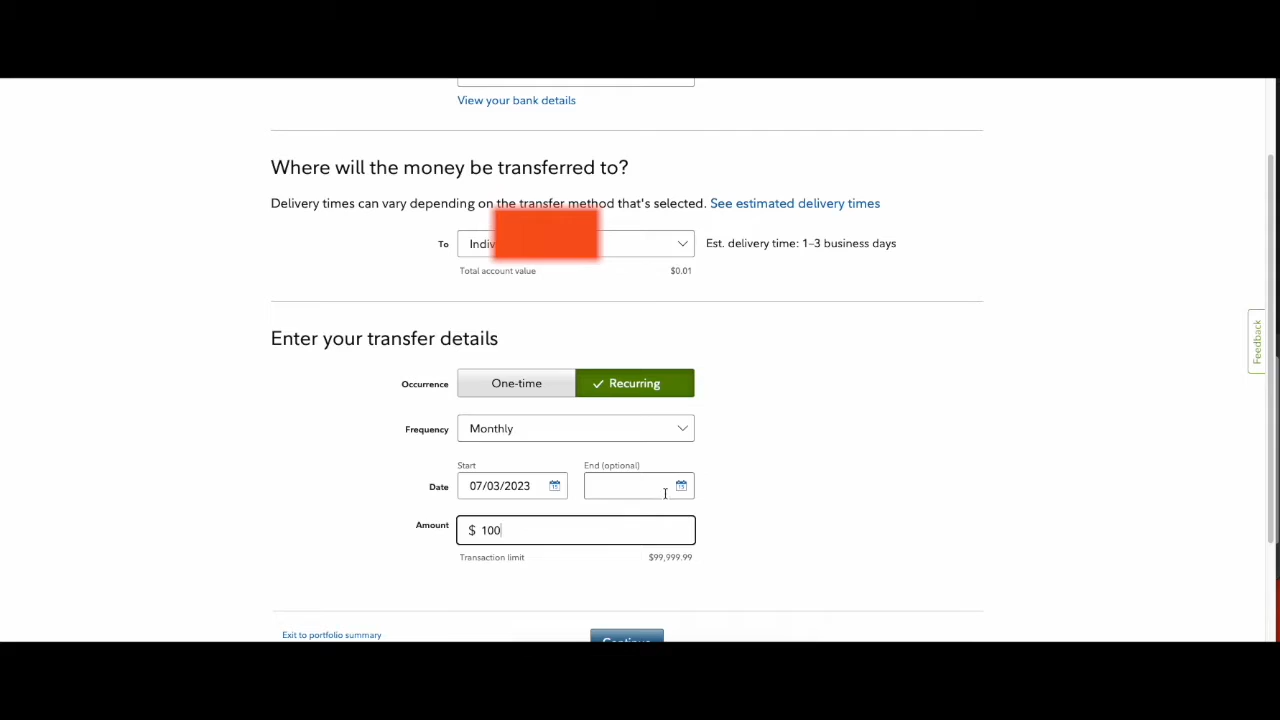 View your bank details
Where will the money be transferred to?
Delivery times can vary depending on the transfer method that's selected. See estimated delivery times
To
Est. delivery time: 1–3 business days
Total account value $0.01
Enter your transfer details
Occurrence One-time Recurring
Frequency Monthly
Start End (optional)
Date 07/03/2023
Amount $ 100
Transaction limit $99,999.99
Exit to portfolio summary Continue
Feedback